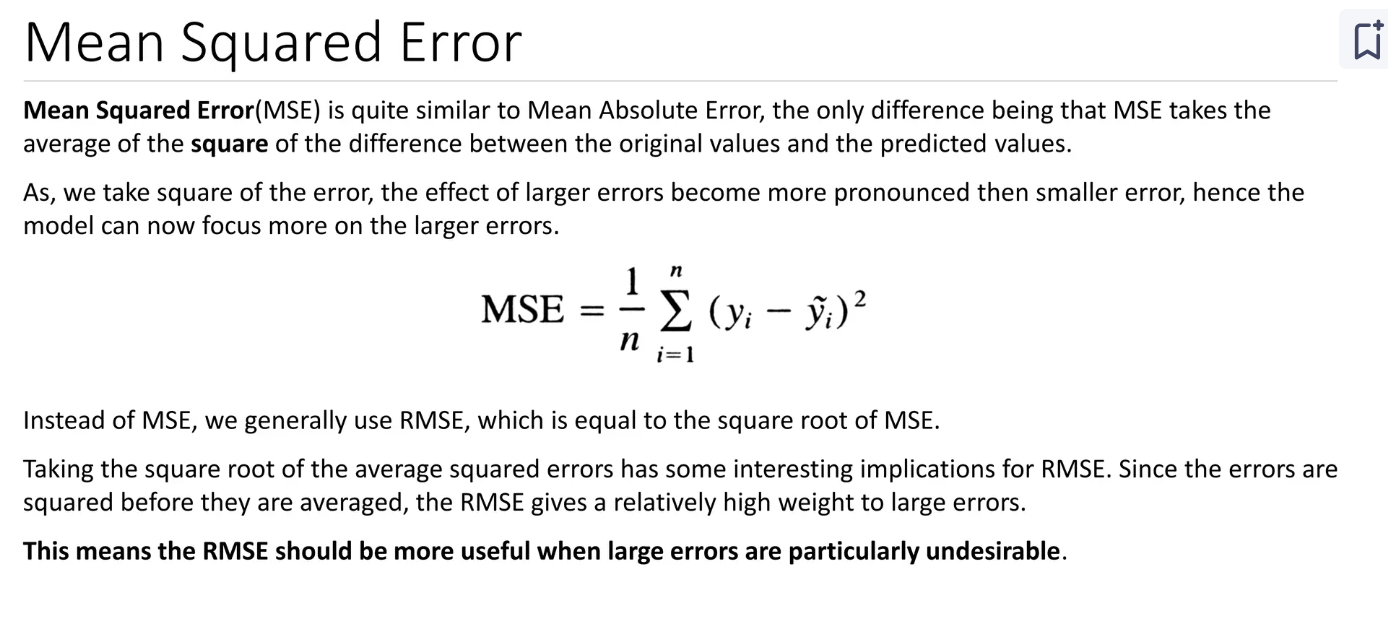 Mean Squared Error
Mean Squared Error(MSE) is quite similar to Mean Absolute Error, the only difference being that MSE takes the
average of the square of the difference between the original values and the predicted values.
As, we take square of the error, the effect of larger errors become more pronounced then smaller error, hence the
model can now focus more on the larger errors.
MSE = 1/n ∑ i=1 n (yi − ỹi)²
Instead of MSE, we generally use RMSE, which is equal to the square root of MSE.
Taking the square root of the average squared errors has some interesting implications for RMSE. Since the errors are
squared before they are averaged, the RMSE gives a relatively high weight to large errors.
This means the RMSE should be more useful when large errors are particularly undesirable.